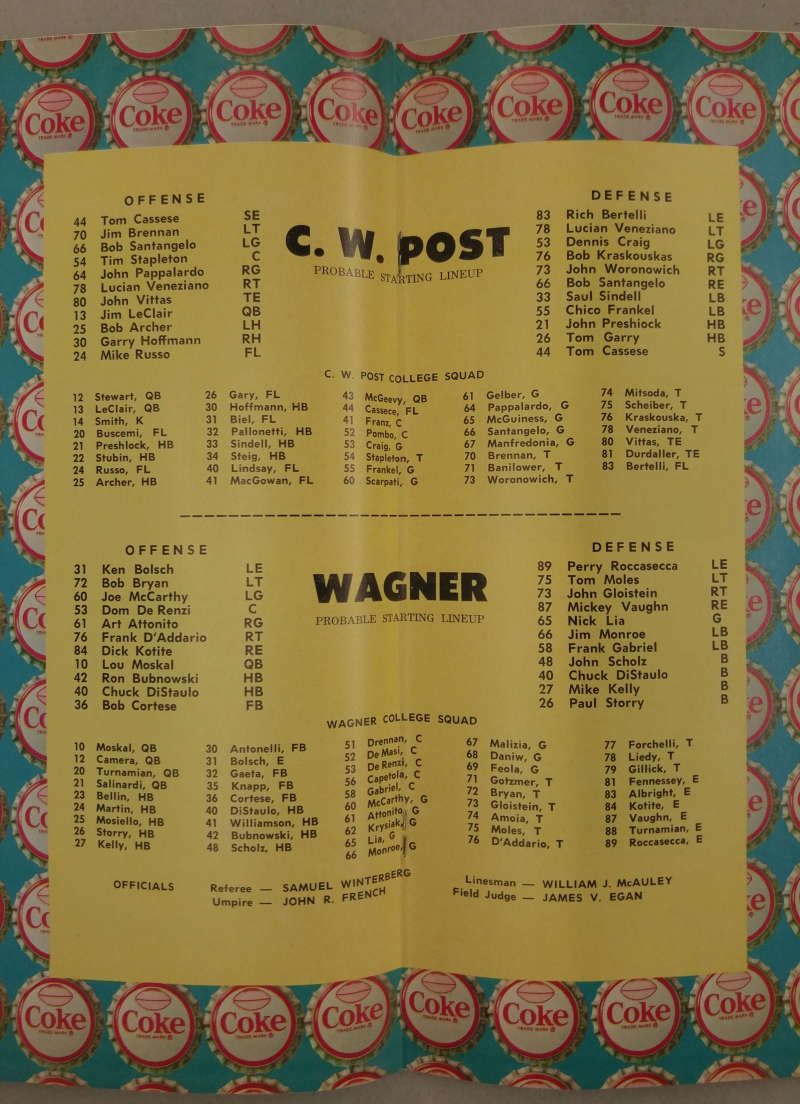 OFFENSE
44 Tom Cassese SE
70 Jim Brennan LT
66 Bob Santangelo LG
54 Tim Stapleton C
64 John Pappalardo RG
78 Lucian Veneziano RT
80 John Vittas TE
13 Jim LeClair QB
25 Bob Archer LH
30 Garry Hoffmann RH
24 Mike Russo FL
C. W. POST
PROBABLE STARTING LINEUP
DEFENSE
83 Rich Bertelli LE
78 Lucian Veneziano LT
53 Dennis Craig LG
76 Bob Kraskouskas RG
73 John Woronowich RT
66 Bob Santangelo RE
33 Saul Sindell LB
55 Chico Frankel LB
21 John Preshiock HB
26 Tom Garry HB
44 Tom Cassese S
C. W. POST COLLEGE SQUAD
12 Stewart, QB
13 LeClair, QB
14 Smith, K
20 Buscemi, FL
21 Preshlock, HB
22 Stubin, HB
24 Russo, FL
25 Archer, HB
26 Gary, FL
30 Hoffmann, HB
31 Biel, FL
32 Pallonetti, HB
33 Sindell, HB
34 Steig, HB
40 Lindsay, FL
41 MacGowan, FL
43 McGeevy, QB
44 Cassece, FL
41 Franz, C
52 Pombo, C
53 Craig, G
54 Stapleton, T
55 Frankel, G
60 Scarpati, G
61 Gelber, G
64 Pappalardo, G
65 McGuiness, G
66 Santangelo, G
67 Manfredonia, G
70 Brennan, T
71 Banilower, T
73 Woronowich, T
74 Mitsoda, T
75 Scheiber, T
76 Kraskouska, T
78 Veneziano, T
80 Vittas, TE
81 Durdaller, TE
83 Bertelli, FL
OFFENSE
31 Ken Bolsch LE
72 Bob Bryan LT
60 Joe McCarthy LG
53 Dom De Renzi C
61 Art Attonito RG
76 Frank D'Addario RT
84 Dick Kotite RE
10 Lou Moskal QB
42 Ron Bubnowski HB
40 Chuck DiStaulo HB
36 Bob Cortese FB
WAGNER
PROBABLE STARTING LINEUP
DEFENSE
89 Perry Roccasecca LE
75 Tom Moles LT
73 John Gloistein RT
87 Mickey Vaughn RE
65 Nick Lia G
66 Jim Monroe LB
58 Frank Gabriel LB
48 John Scholz B
40 Chuck DiStaulo B
27 Mike Kelly B
26 Paul Storry B
WAGNER COLLEGE SQUAD
10 Moskal, QB
12 Camera, QB
20 Turnamian, QB
21 Salinardi, QB
23 Bellin, HB
24 Martin, HB
25 Mosiello, HB
26 Storry, HB
27 Kelly, HB
30 Antonelli, FB
31 Bolsch, E
32 Gaeta, FB
35 Knapp, FB
36 Cortese, FB
40 DiStaulo, HB
41 Williamson, HB
42 Bubnowski, HB
48 Scholz, HB
51 Drennan, C
52 De Masi, C
53 De Renzi, C
56 Capetola, C
58 Gabriel, C
60 McCarthy, G
61 Attonito, G
62 Krysiak, G
65 Lia, G
66 Monroe, G
67 Malizia, G
68 Daniw, G
69 Feola, G
71 Gotzmer, T
72 Bryan, T
73 Gloistein, T
74 Amoia, T
75 Moles, T
76 D'Addario, T
77 Forchelli, T
78 Liedy, T
79 Gillick, T
81 Fennessey, E
83 Albright, E
84 Kotite, E
87 Vaughn, E
88 Turnamian, E
89 Roccasecca, E
OFFICIALS
Referee — SAMUEL WINTERBERG
Umpire — JOHN R. FRENCH
Linesman — WILLIAM J. McAULEY
Field Judge — JAMES V. EGAN